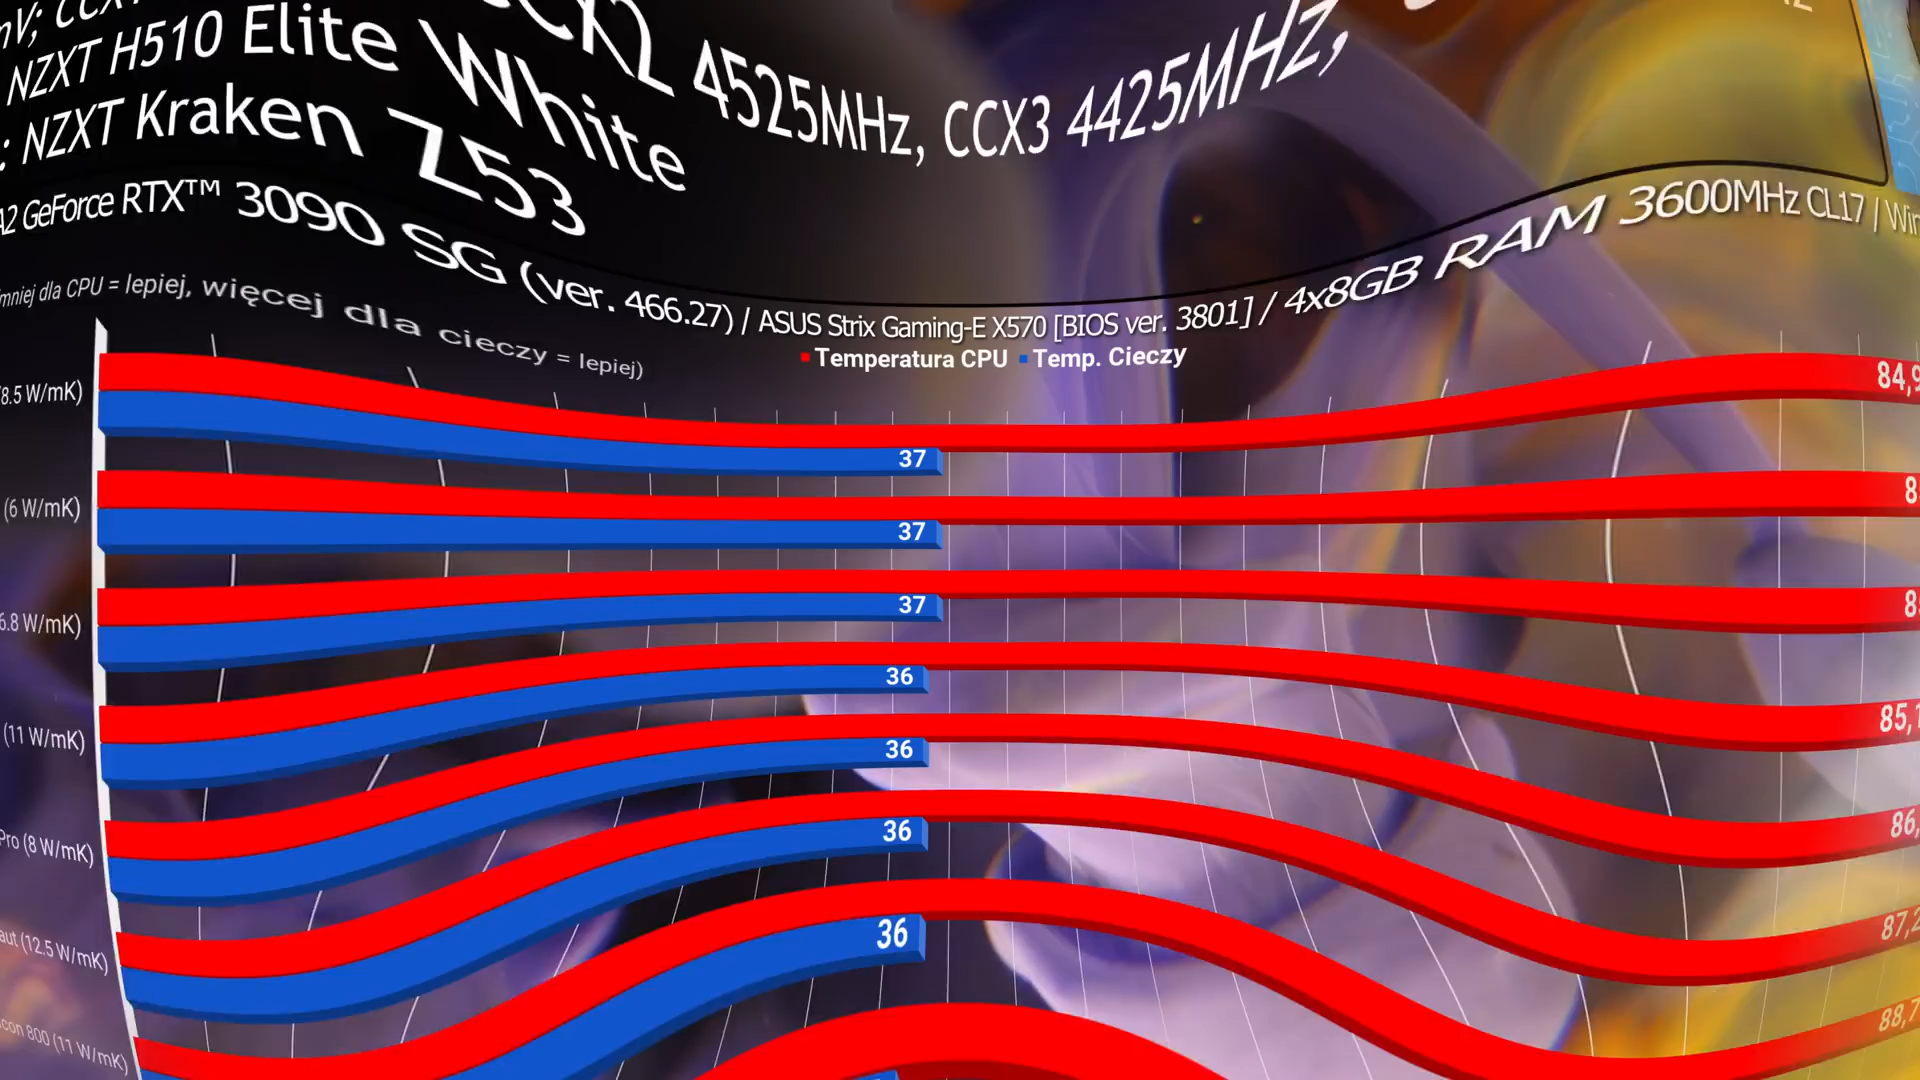 CCX2 4525MHz, CCX3 4425MHz,
NZXT H510 Elite White
: NZXT Kraken Z53
GeForce RTX™ 3090 SG (ver. 466.27) / ASUS Strix Gaming-E X570 [BIOS ver. 3801] / 4x8GB RAM 3600MHz CL17 /
mniej dla CPU = lepiej, więcej dla cieczy = lepiej)
Temperatura CPU Temp. Cieczy
8.5 W/mK) 84,9
37
(6 W/mK)
37
6.8 W/mK)
37
(11 W/mK) 85,1
36
Pro (8 W/mK) 86,
36
(12.5 W/mK) 87,2
36
800 (11 W/mK) 88,7
36